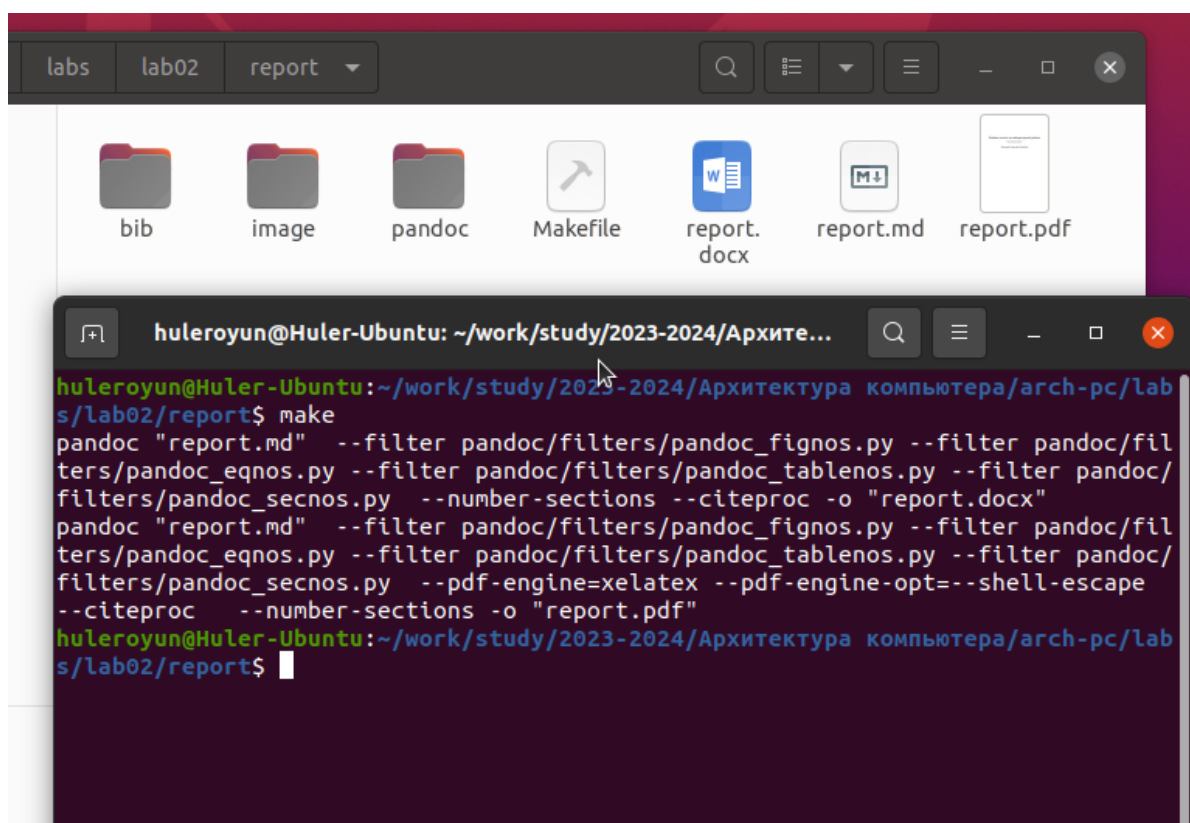 labs lab02 report
bib image pandoc Makefile report. report.md report.pdf
docx
huleroyun@Huler-Ubuntu: ~/work/study/2023-2024/Архите...
huleroyun@Huler-Ubuntu:~/work/study/2023-2024/Архитектура компьютера/arch-pc/lab
s/lab02/report$ make
pandoc "report.md"  --filter pandoc/filters/pandoc_fignos.py --filter pandoc/fil
ters/pandoc_eqnos.py --filter pandoc/filters/pandoc_tablenos.py --filter pandoc/
filters/pandoc_secnos.py  --number-sections --citeproc -o "report.docx"
pandoc "report.md"  --filter pandoc/filters/pandoc_fignos.py --filter pandoc/fil
ters/pandoc_eqnos.py --filter pandoc/filters/pandoc_tablenos.py --filter pandoc/
filters/pandoc_secnos.py  --pdf-engine=xelatex --pdf-engine-opt=--shell-escape
--citeproc   --number-sections -o "report.pdf"
huleroyun@Huler-Ubuntu:~/work/study/2023-2024/Архитектура компьютера/arch-pc/lab
s/lab02/report$